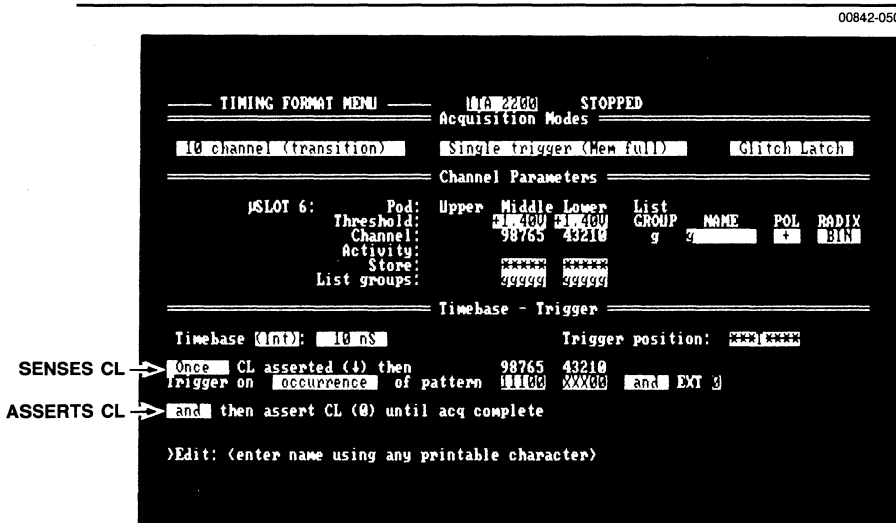 00842-050
TIMING FORMAT MENU ITA 2200 STOPPED
Acquisition Modes
10 channel (transition) Single trigger (Mem full) Glitch Latch
Channel Parameters
µSLOT 6: Pod: Upper Middle Lower List
Threshold: +1.40V +1.40V GROUP NAME POL RADIX
Channel: 98765 43210 g g + BIN
Activity:
Store: ***** *****
List groups: ggggg ggggg
Timebase - Trigger
Timebase (Int): 10 nS Trigger position: ***T****
SENSES CL Once CL asserted (↓) then 98765 43210
Trigger on occurrence of pattern 11100 XXX00 and EXT 0
ASSERTS CL and then assert CL (0) until acq complete
>Edit: <enter name using any printable character>